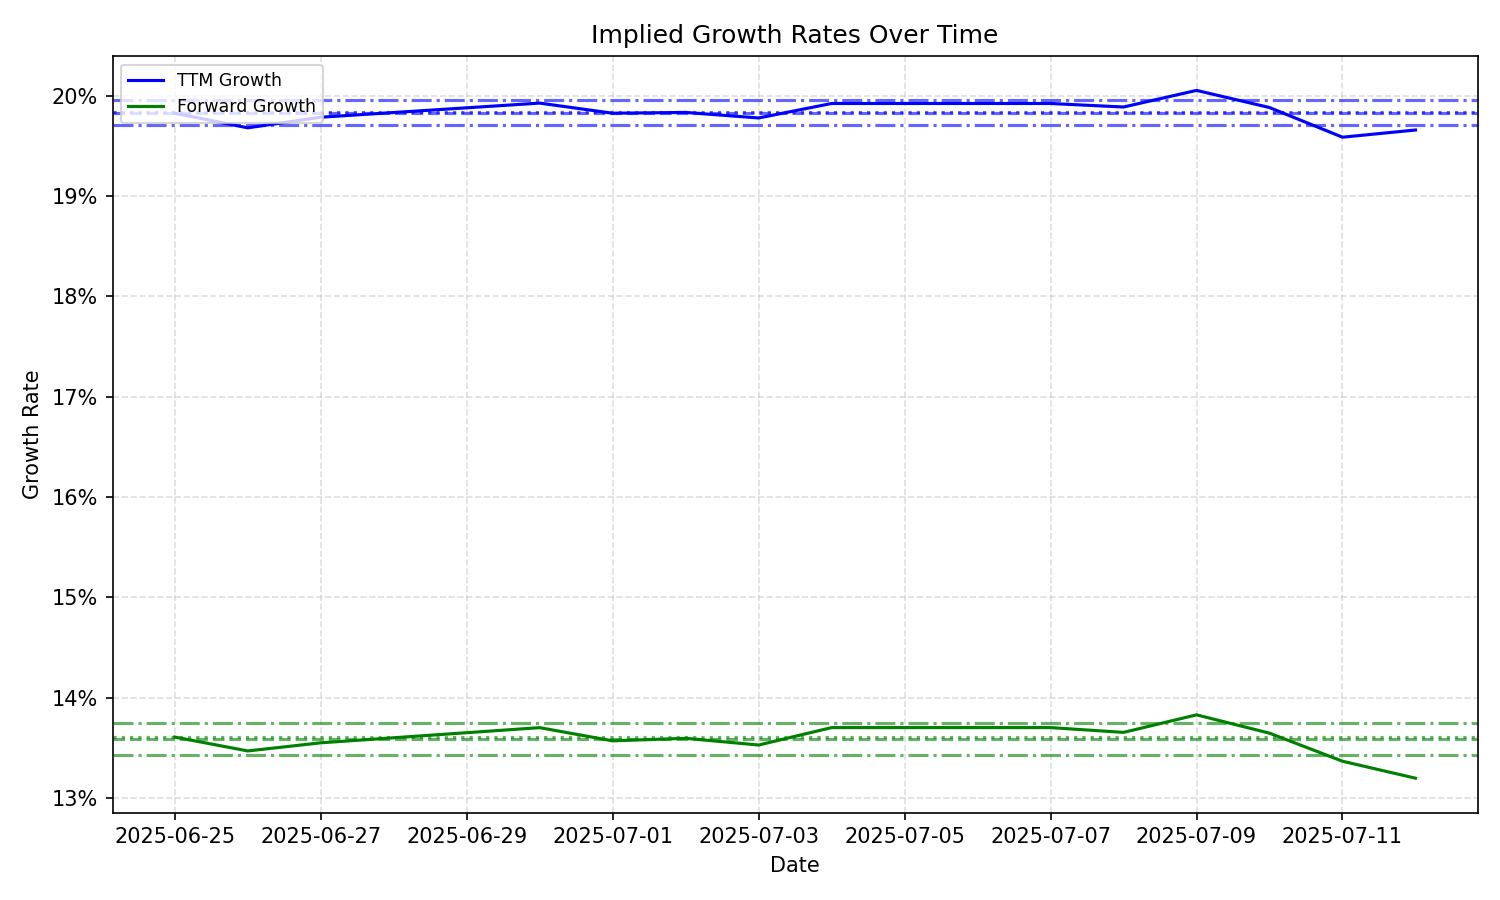 Implied Growth Rates Over Time
TTM Growth
Forward Growth
20%
19%
18%
17%
16%
15%
14%
13%
Growth Rate
2025-06-25 2025-06-27 2025-06-29 2025-07-01 2025-07-03 2025-07-05 2025-07-07 2025-07-09 2025-07-11
Date